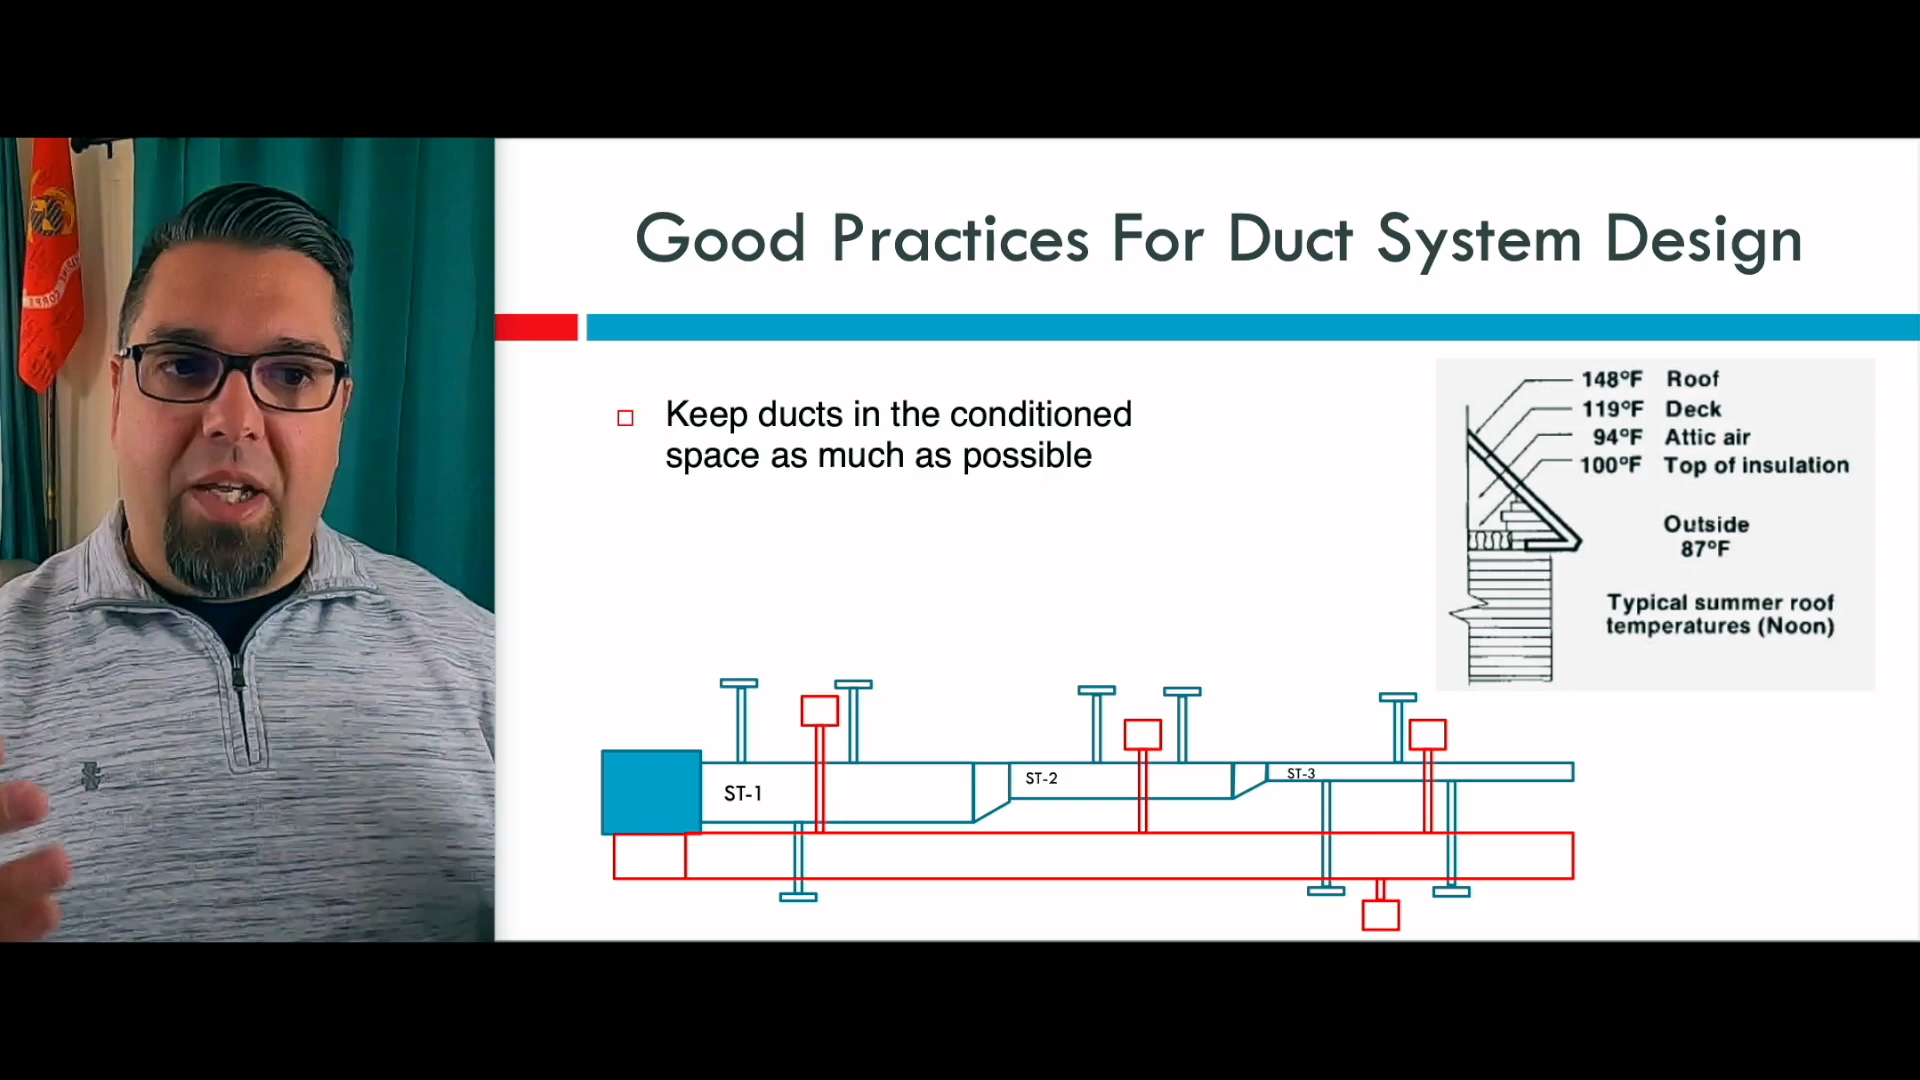 Good Practices For Duct System Design
Keep ducts in the conditioned
space as much as possible
148°F Roof
119°F Deck
94°F Attic air
100°F Top of insulation
Outside
87°F
Typical summer roof
temperatures (Noon)
ST-1
ST-2
ST-3